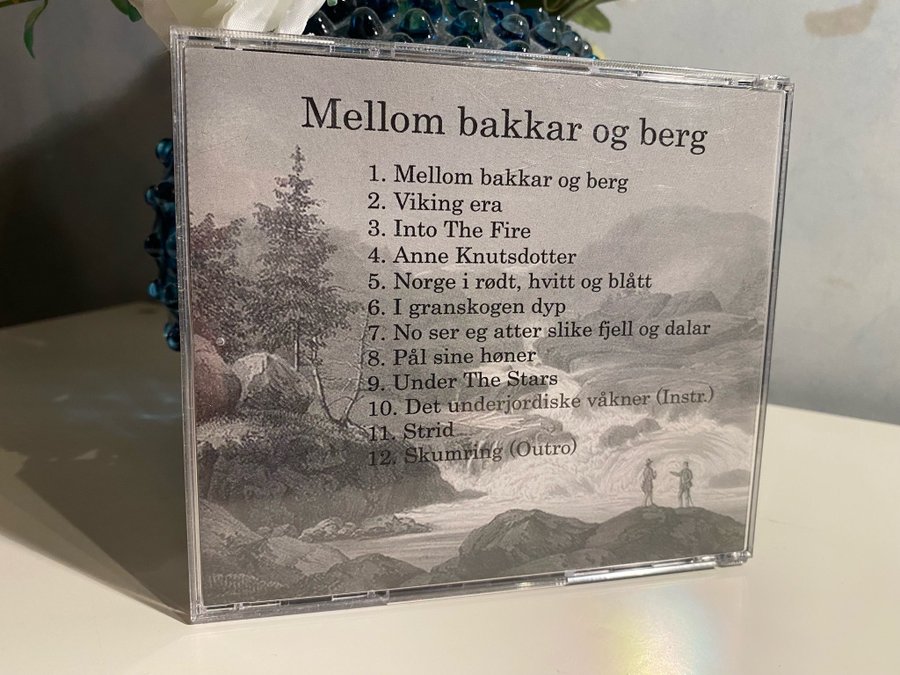 Mellom bakkar og berg
1. Mellom bakkar og berg
2. Viking era
3. Into The Fire
4. Anne Knutsdotter
5. Norge i rødt, hvitt og blått
6. I granskogen dyp
7. No ser eg atter slike fjell og dalar
8. Pål sine høner
9. Under The Stars
10. Det underjordiske våkner (Instr.)
11. Strid
12. Skumring (Outro)